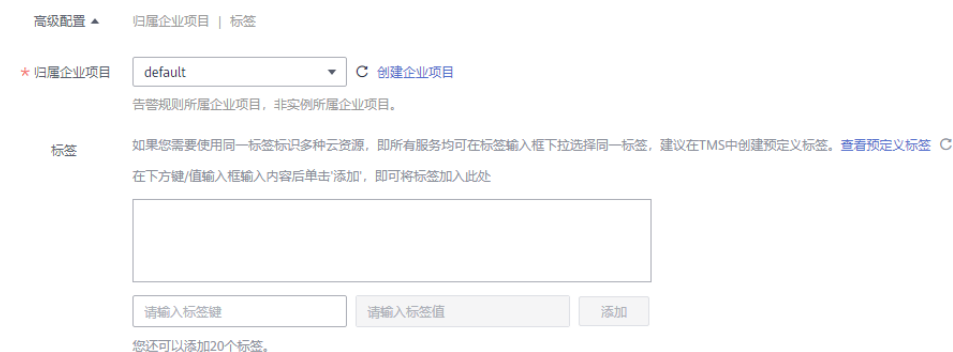 高级配置 ▲ 归属企业项目 | 标签
* 归属企业项目 default 创建企业项目
告警规则所属企业项目，非实例所属企业项目。
标签 如果您需要使用同一标签标识多种云资源，即所有服务均可在标签输入框下拉选择同一标签，建议在TMS中创建预定义标签。查看预定义标签
在下方键/值输入框输入内容后单击'添加'，即可将标签加入此处
请输入标签键 请输入标签值 添加
您还可以添加20个标签。